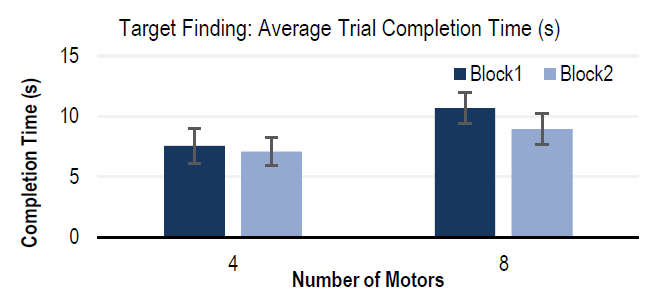 Target Finding: Average Trial Completion Time (s)
Block1 Block2
Completion Time (s)
15
10
5
0
4 8
Number of Motors